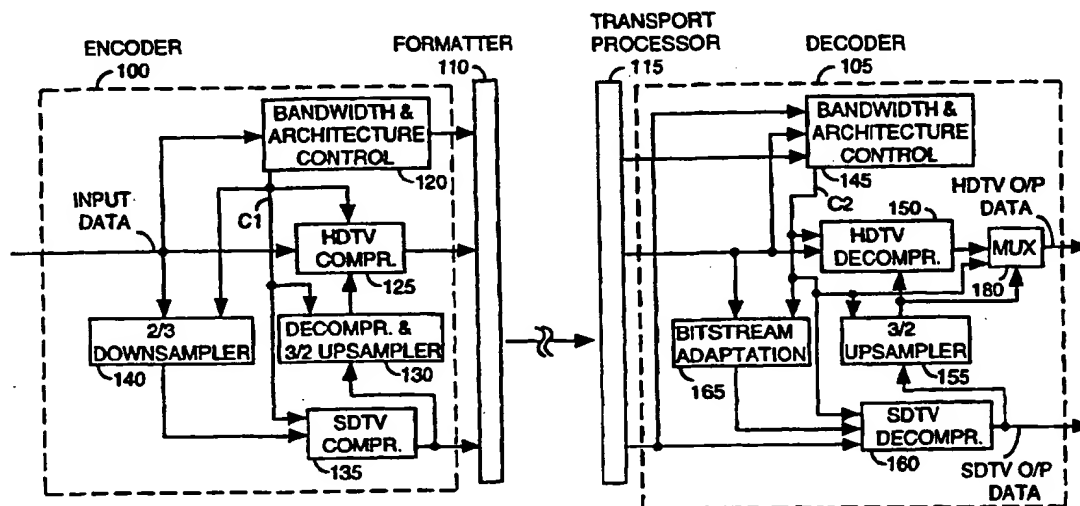 ENCODER
100
FORMATTER
110
TRANSPORT
PROCESSOR
115
DECODER
105
BANDWIDTH &
ARCHITECTURE
CONTROL
120
INPUT
DATA
C1
HDTV
COMPR.
125
2/3
DOWNSAMPLER
140
DECOMPR. &
3/2 UPSAMPLER
130
SDTV
COMPR.
135
BANDWIDTH &
ARCHITECTURE
CONTROL
145
C2
150
HDTV
DECOMPR.
HDTV O/P
DATA
MUX
180
BITSTREAM
ADAPTATION
165
3/2
UPSAMPLER
155
SDTV
DECOMPR.
160
SDTV O/P
DATA